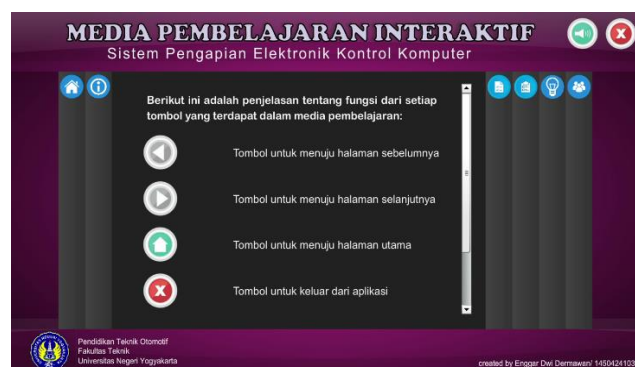 MEDIA PEMBELAJARAN INTERAKTIF
Sistem Pengapian Elektronik Kontrol Komputer
Berikut ini adalah penjelasan tentang fungsi dari setiap
tombol yang terdapat dalam media pembelajaran:
Tombol untuk menuju halaman sebelumnya
Tombol untuk menuju halaman selanjutnya
Tombol untuk menuju halaman utama
Tombol untuk keluar dari aplikasi
Pendidikan Teknik Otomotif
Fakultas Teknik
Universitas Negeri Yogyakarta
created by Enggar Dwi Dermawan/ 1450424103